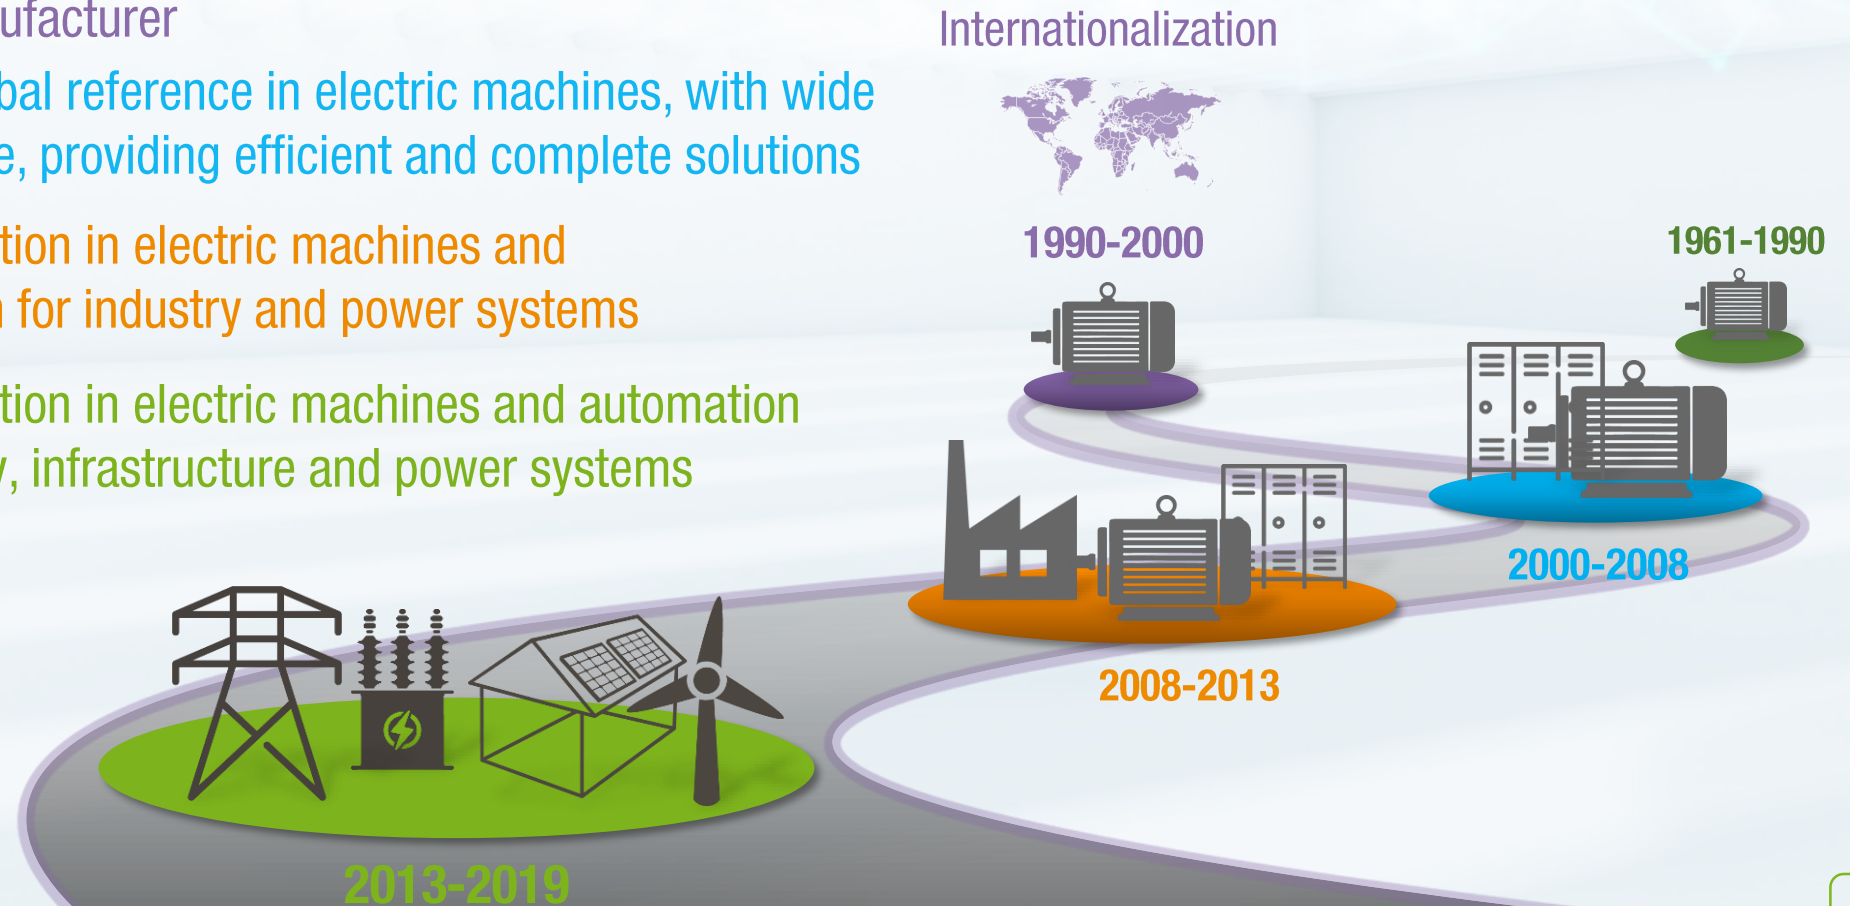 ufacturer
bal reference in electric machines, with wide
e, providing efficient and complete solutions
tion in electric machines and
for industry and power systems
tion in electric machines and automation
y, infrastructure and power systems
Internationalization
1990-2000
1961-1990
2000-2008
2008-2013
2013-2019